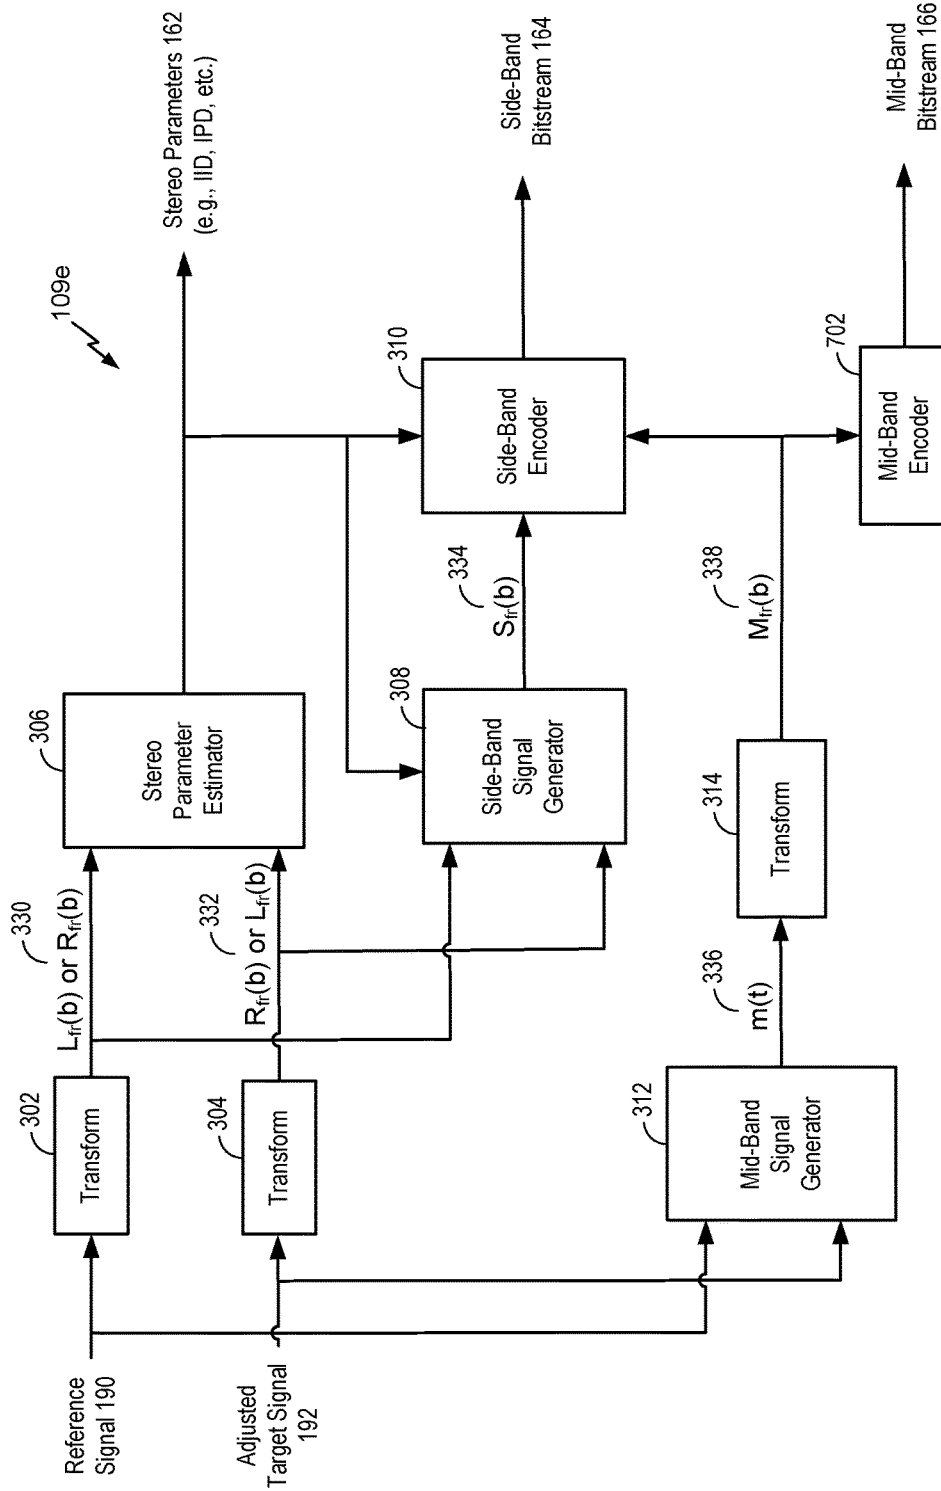 109e
Reference
Signal 190
302
Transform
330
Lfr(b) or Rfr(b)
306
Stereo
Parameter
Estimator
Stereo Parameters 162
(e.g., IID, IPD, etc.)
Adjusted
Target Signal
192
304
Transform
332
Rfr(b) or Lfr(b)
308
Side-Band
Signal
Generator
334
Sfr(b)
310
Side-Band
Encoder
Side-Band
Bitstream 164
312
Mid-Band
Signal
Generator
336
m(t)
314
Transform
338
Mfr(b)
702
Mid-Band
Encoder
Mid-Band
Bitstream 166